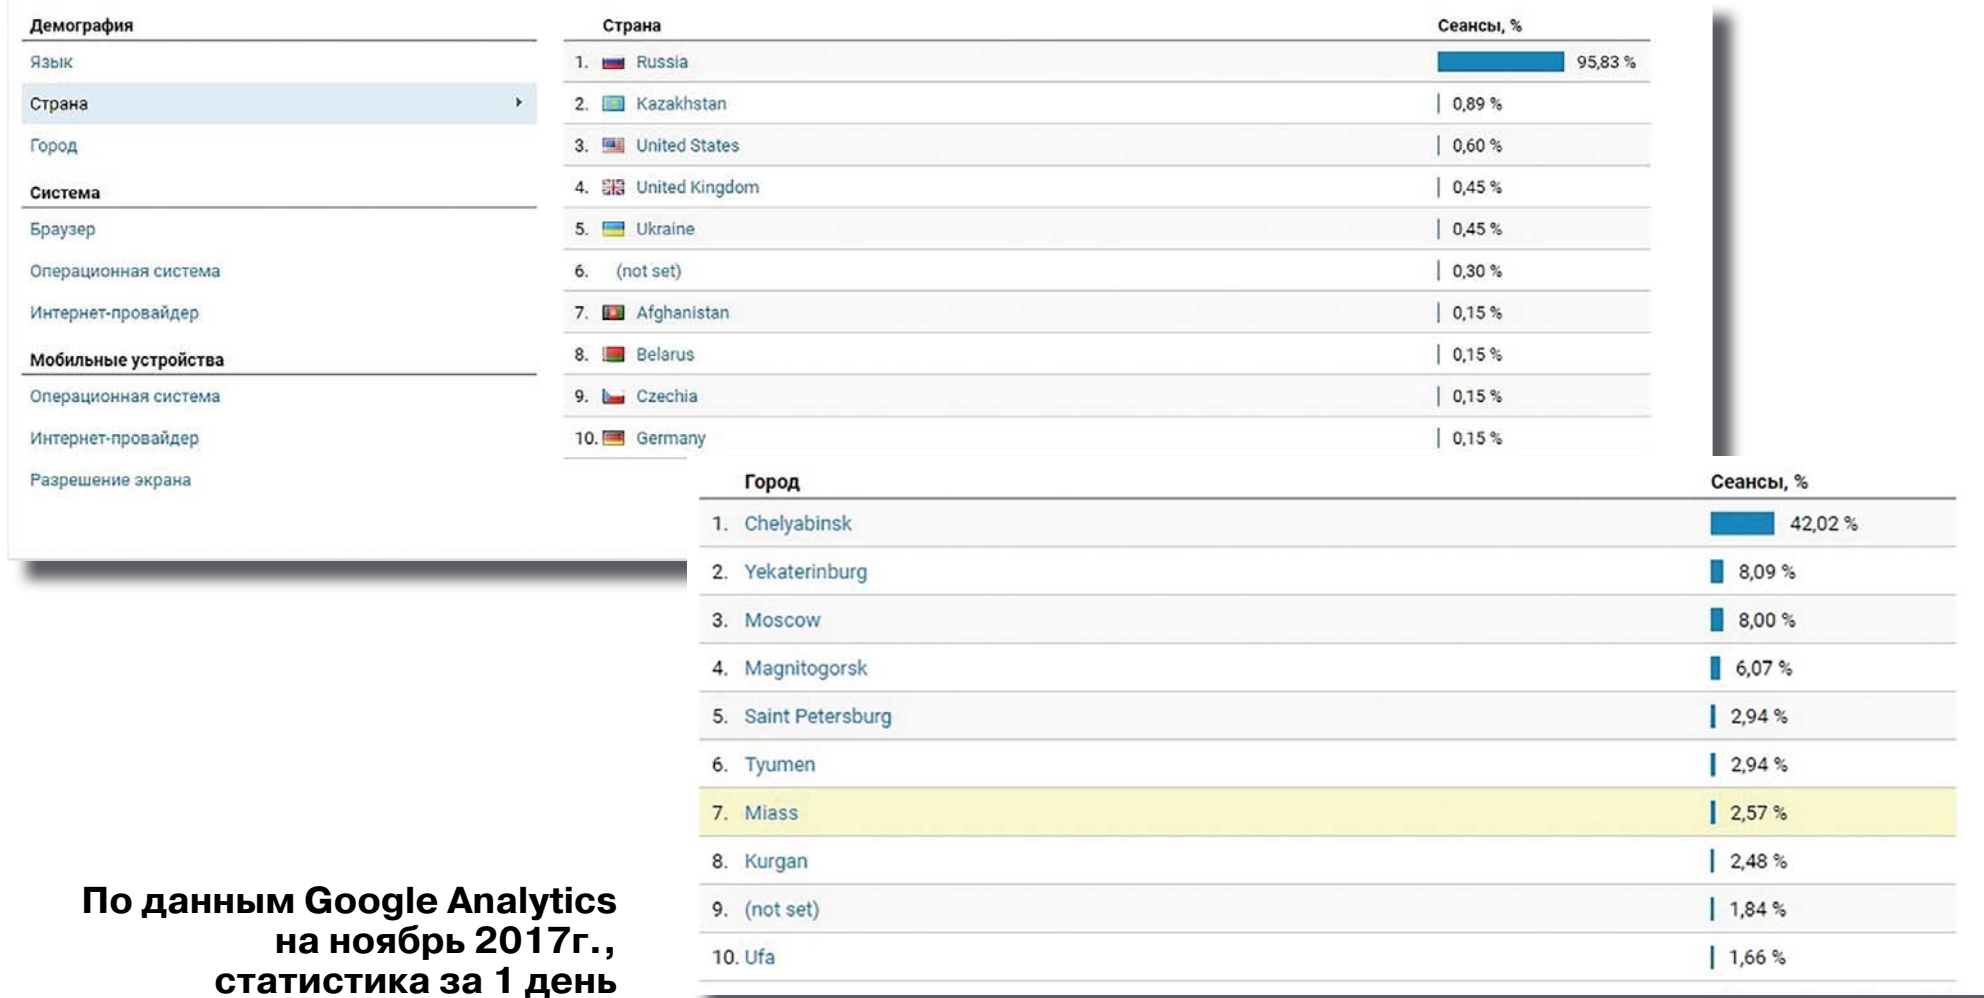 Демография
Язык
Страна
Город
Система
Браузер
Операционная система
Интернет-провайдер
Мобильные устройства
Операционная система
Интернет-провайдер
Разрешение экрана
Страна Сеансы, %
1. Russia 95,83 %
2. Kazakhstan 0,89 %
3. United States 0,60 %
4. United Kingdom 0,45 %
5. Ukraine 0,45 %
6. (not set) 0,30 %
7. Afghanistan 0,15 %
8. Belarus 0,15 %
9. Czechia 0,15 %
10. Germany 0,15 %
Город Сеансы, %
1. Chelyabinsk 42,02 %
2. Yekaterinburg 8,09 %
3. Moscow 8,00 %
4. Magnitogorsk 6,07 %
5. Saint Petersburg 2,94 %
6. Tyumen 2,94 %
7. Miass 2,57 %
8. Kurgan 2,48 %
9. (not set) 1,84 %
10. Ufa 1,66 %
По данным Google Analytics
на ноябрь 2017г.,
статистика за 1 день